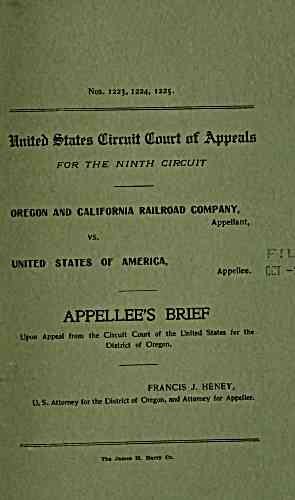 Nos. 1223, 1224, 1225.
United States Circuit Court of Appeals
FOR THE NINTH CIRCUIT
OREGON AND CALIFORNIA RAILROAD COMPANY,
Appellant,
vs.
UNITED STATES OF AMERICA,
Appellee.
FIL
OCT -
APPELLEE'S BRIEF
Upon Appeal from the Circuit Court of the United States for the
District of Oregon.
FRANCIS J. HENEY,
U. S. Attorney for the District of Oregon, and Attorney for Appellee.
The James H. Barry Co.